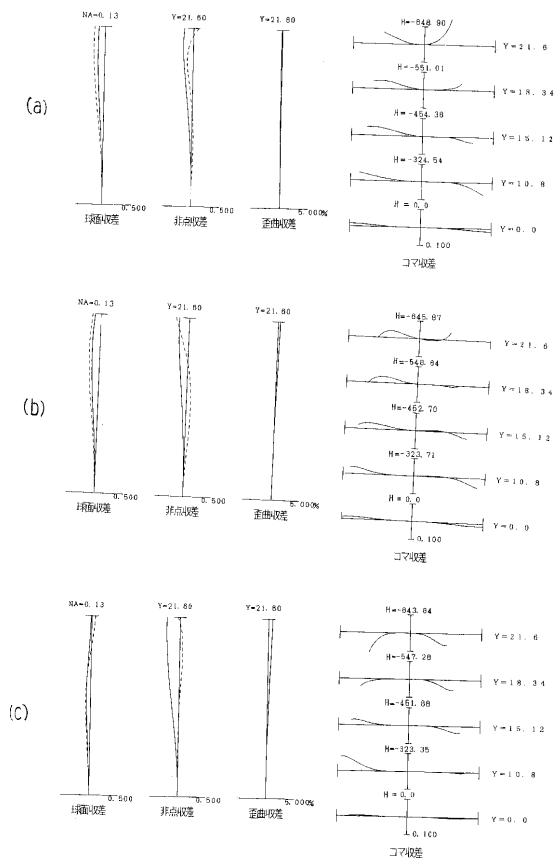 (a)
NA=0.13
0.500
球面収差
Y=21.60
0.500
非点収差
Y=21.60
5.000%
歪曲収差
H=-648.90
Y=21.6
H=-551.01
Y=18.34
H=-454.36
Y=15.12
H=-324.54
Y=10.8
H=0.0
Y=0.0
0.100
コマ収差
(b)
NA=0.13
0.500
球面収差
Y=21.60
0.500
非点収差
Y=21.60
5.000%
歪曲収差
H=-645.87
Y=21.6
H=-548.64
Y=18.34
H=-452.70
Y=15.12
H=-323.71
Y=10.8
H=0.0
Y=0.0
0.100
コマ収差
(c)
NA=0.13
0.500
球面収差
Y=21.60
0.500
非点収差
Y=21.60
5.000%
歪曲収差
H=-643.84
Y=21.6
H=-547.28
Y=18.34
H=-451.88
Y=15.12
H=-323.35
Y=10.8
H=0.0
Y=0.0
0.100
コマ収差